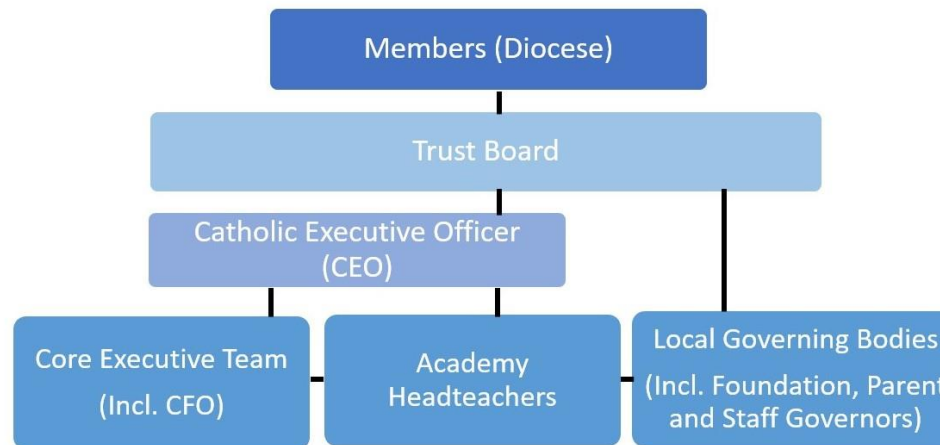 Members (Diocese)
Trust Board
Catholic Executive Officer
(CEO)
Core Executive Team
(Incl. CFO)
Academy
Headteachers
Local Governing Bodies
(Incl. Foundation, Parent
and Staff Governors)